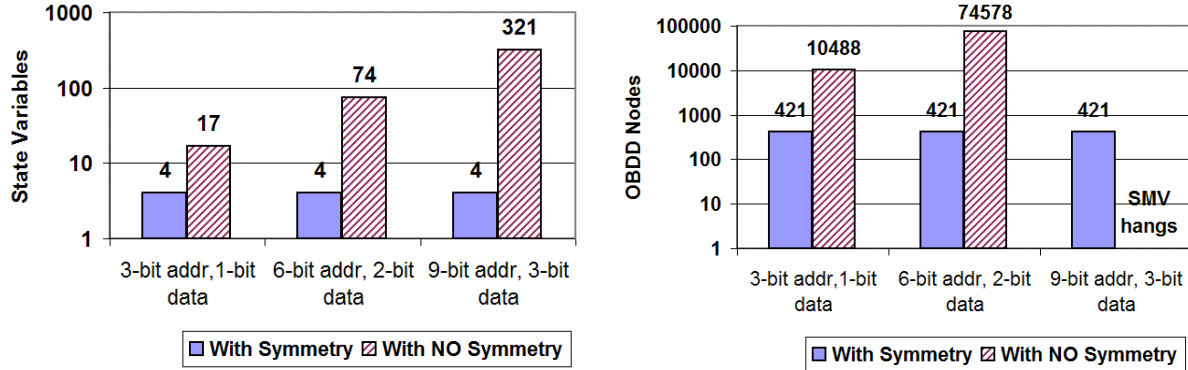 State Variables
1000
100
10
1
4
17
4
74
4
321
3-bit addr,1-bit
data
6-bit addr, 2-bit
data
9-bit addr, 3-bit
data
With Symmetry
With NO Symmetry
OBDD Nodes
100000
10000
1000
100
10
1
421
10488
421
74578
421
SMV
hangs
3-bit addr,1-bit
data
6-bit addr, 2-bit
data
9-bit addr, 3-bit
data
With Symmetry
With NO Symmetry